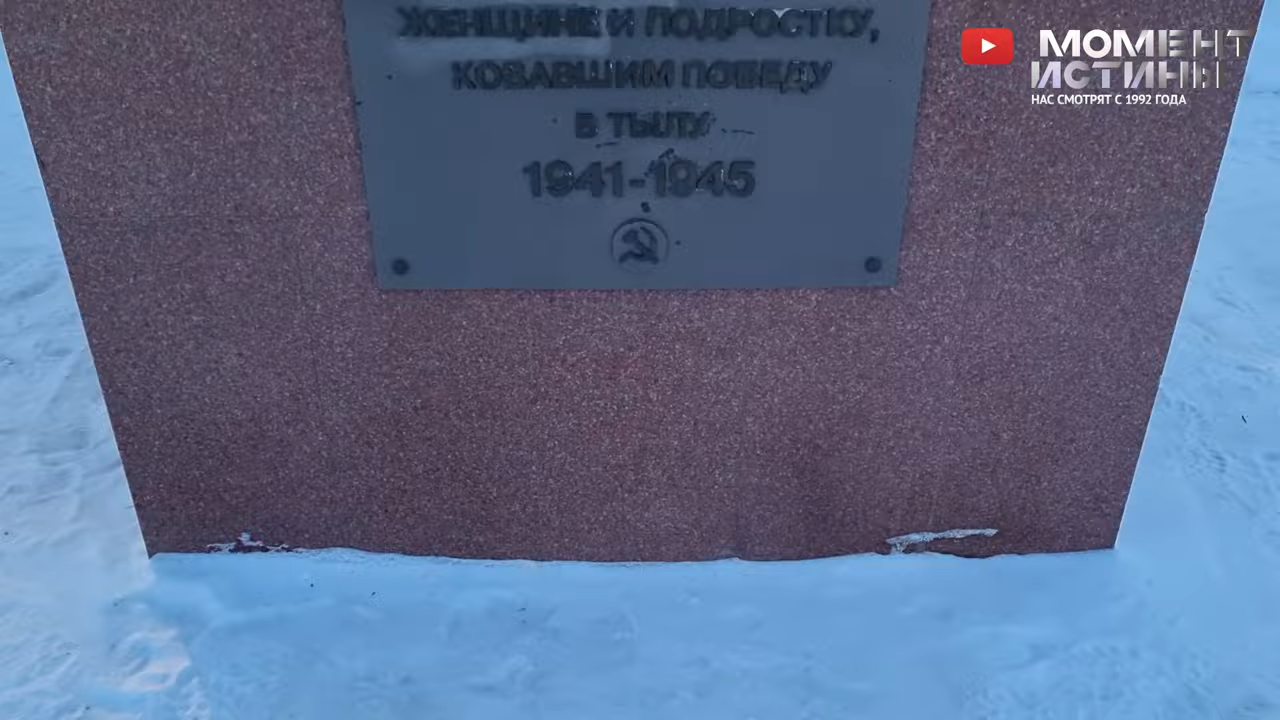 ЖЕНЩИНЕ И ПОДРОСТКУ,
КОВАВШИМ ПОБЕДУ
В ТЫЛУ
1941-1945
МОМЕНТ
ИСТИНЫ
НАС СМОТРЯТ С 1992 ГОДА